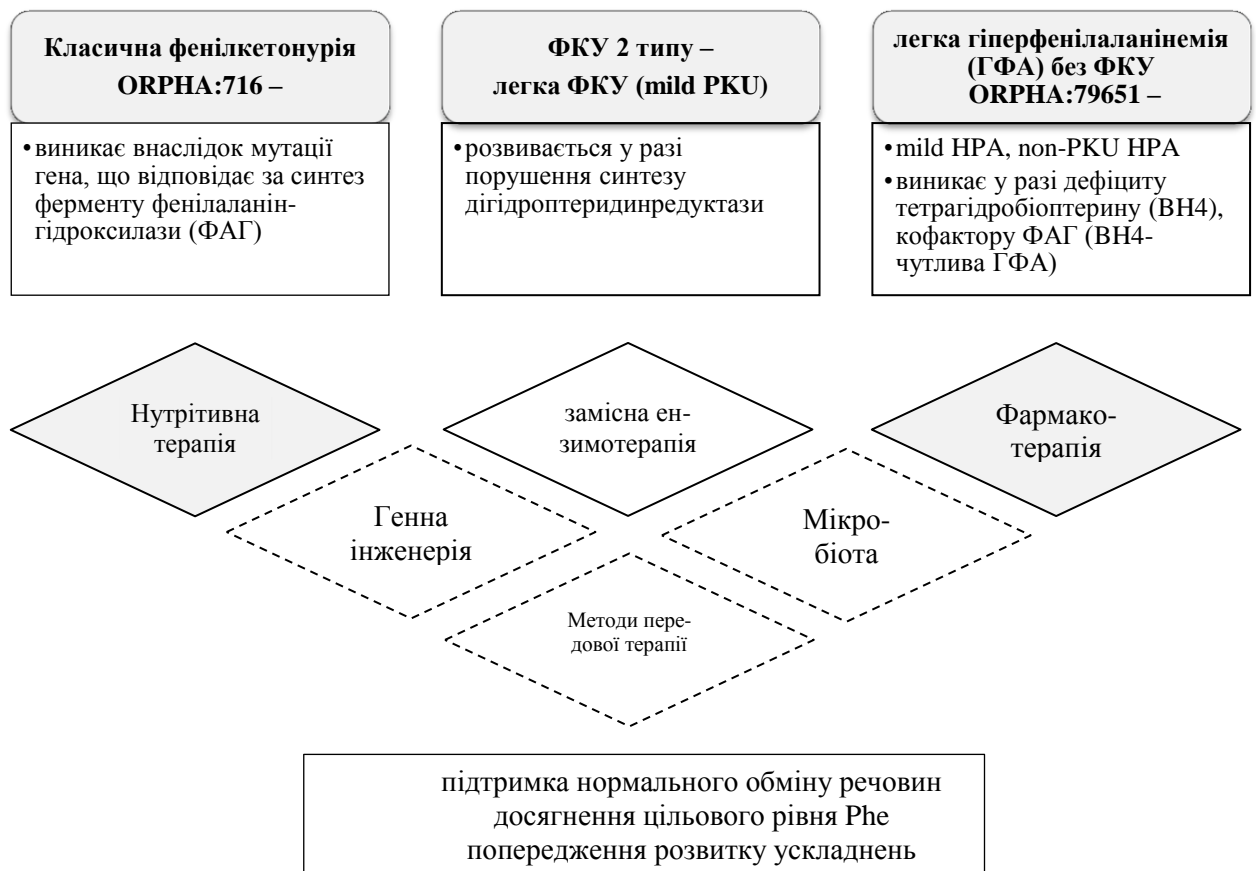 Класична фенілкетонурія
ORPHA:716 –
ФКУ 2 типу –
легка ФКУ (mild PKU)
легка гіперфенілаланінемія
(ГФА) без ФКУ
ORPHA:79651 –
•виникає внаслідок мутації
гена, що відповідає за синтез
ферменту фенілаланін-
гідроксилази (ФАГ)
•розвивається у разі
порушення синтезу
дігідроптеридинредуктази
•mild HPA, non-PKU HPA
•виникає у разі дефіциту
тетрагідробіоптерину (BH4),
кофактору ФАГ (BH4-
чутлива ГФА)
Нутрітивна
терапія
замісна ен-
зимотерапія
Фармако-
терапія
Генна
інженерія
Мікро-
біота
Методи пере-
дової терапії
підтримка нормального обміну речовин
досягнення цільового рівня Phe
попередження розвитку ускладнень